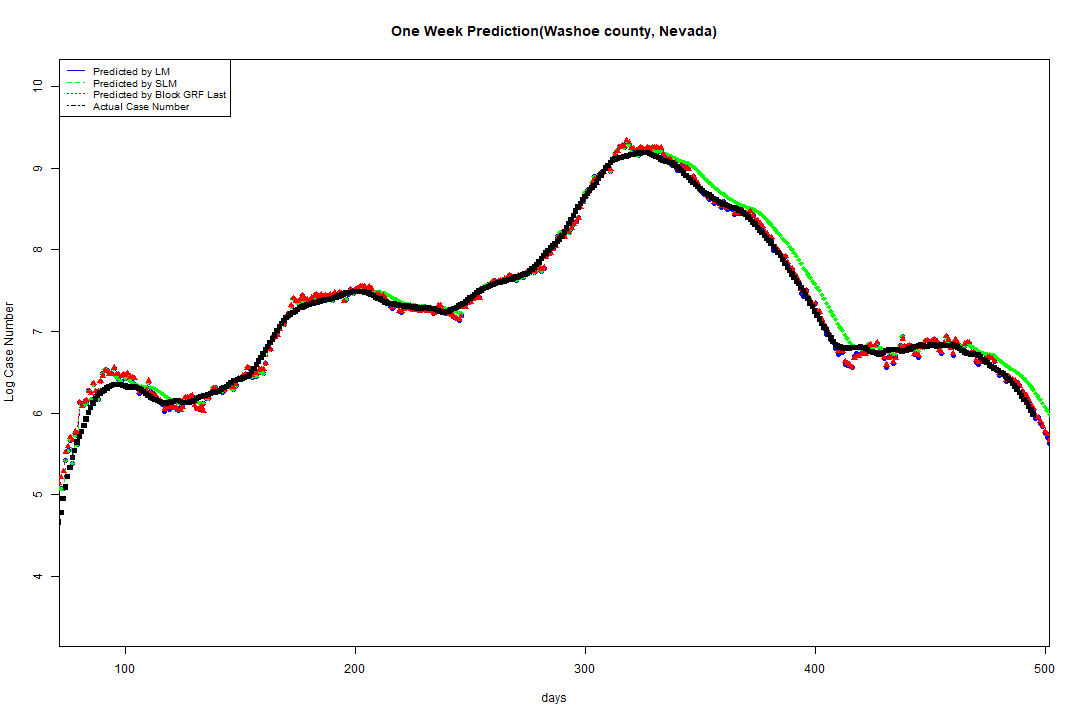 One Week Prediction(Washoe county, Nevada)
Predicted by LM
Predicted by SLM
Predicted by Block GRF Last
Actual Case Number
10
9
8
7
6
5
4
Log Case Number
100
200
300
400
500
days